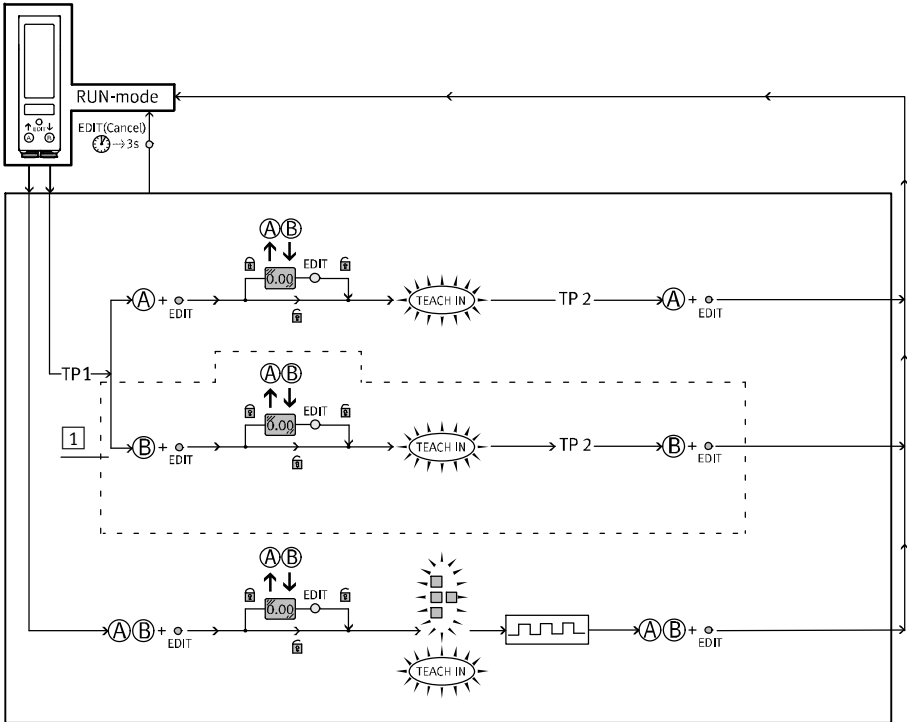 RUN-mode
↑ EDIT ↓
A B
EDIT(Cancel)
→3s
A B
0.00 EDIT
A + EDIT
TEACH IN
TP 2
A + EDIT
TP1
A B
0.00 EDIT
1
B + EDIT
TEACH IN
TP 2
B + EDIT
A B
0.00 EDIT
A B + EDIT
TEACH IN
A B + EDIT